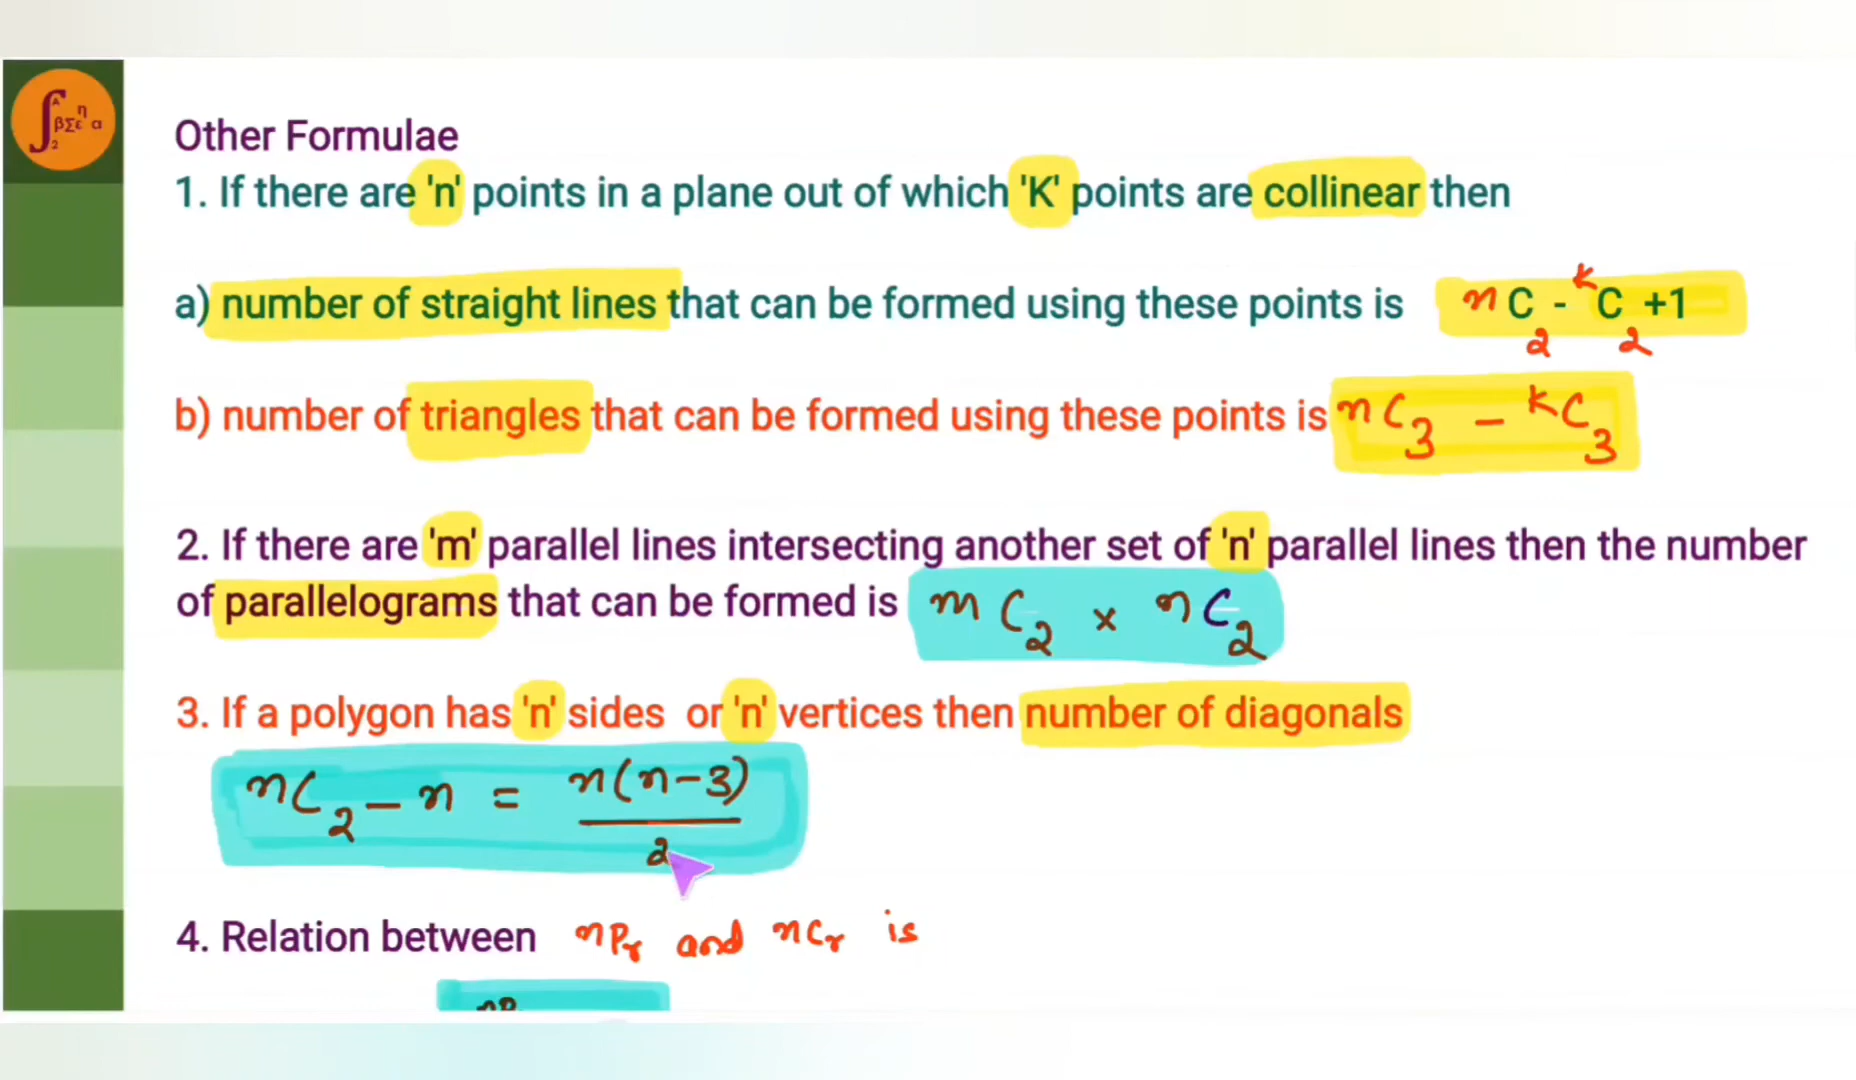 Other Formulae
1. If there are 'n' points in a plane out of which 'K' points are collinear then
a) number of straight lines that can be formed using these points is nC2 - kC2 +1
b) number of triangles that can be formed using these points is nC3 - kC3
2. If there are 'm' parallel lines intersecting another set of 'n' parallel lines then the number
of parallelograms that can be formed is mC2 x nC2
3. If a polygon has 'n' sides or 'n' vertices then number of diagonals
nC2 - n = n(n-3)/2
4. Relation between nPr and nCr is